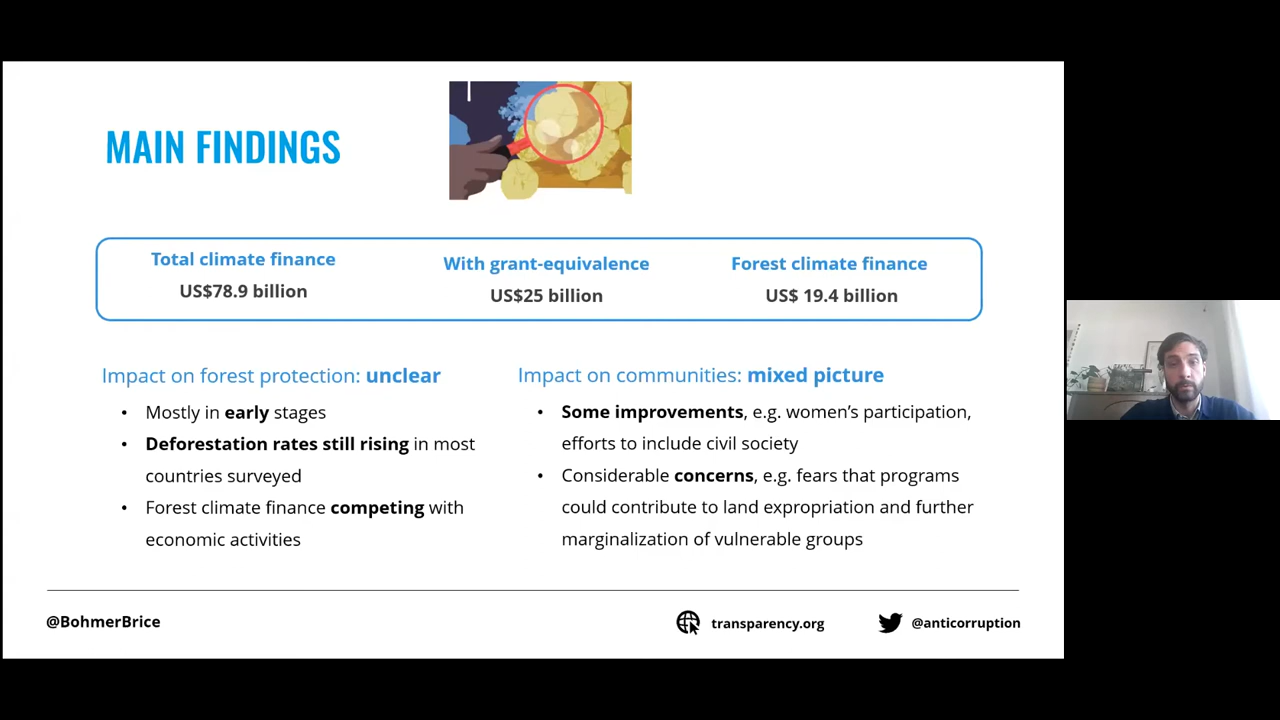 MAIN FINDINGS
Total climate finance
US$78.9 billion
With grant-equivalence
US$25 billion
Forest climate finance
US$ 19.4 billion
Impact on forest protection: unclear
• Mostly in early stages
• Deforestation rates still rising in most
countries surveyed
• Forest climate finance competing with
economic activities
Impact on communities: mixed picture
• Some improvements, e.g. women’s participation,
efforts to include civil society
• Considerable concerns, e.g. fears that programs
could contribute to land expropriation and further
marginalization of vulnerable groups
@BohmerBrice
transparency.org
@anticorruption